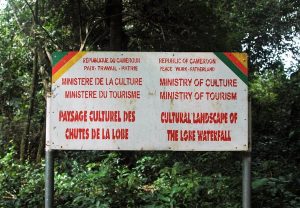 REPUBLIQUE DU CAMEROUN
PAIX - TRAVAIL - PATRIE
MINISTERE DE LA CULTURE
MINISTERE DU TOURISME
PAYSAGE CULTUREL DES
CHUTES DE LA LOBE
REPUBLIC OF CAMEROON
PEACE - WORK - FATHERLAND
MINISTRY OF CULTURE
MINISTRY OF TOURISM
CULTURAL LANDSCAPE OF
THE LOBE WATERFALL